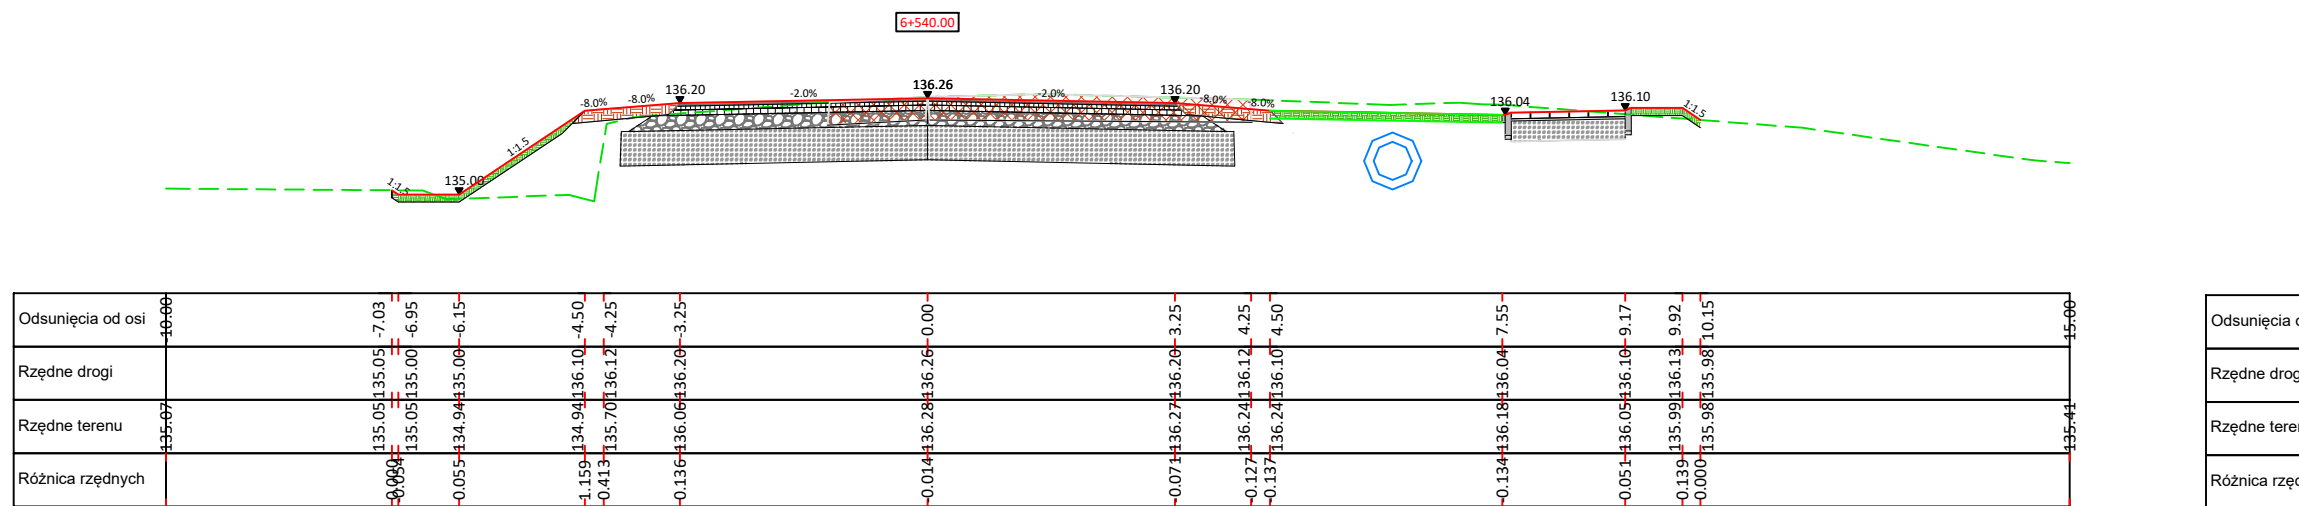 6+540.00
136.26
136.20
136.20
-8.0%
-8.0%
-2.0%
-2.0%
-8.0%
-8.0%
136.04
136.10
1:1.5
1:1.5
1:1.5
135.00
Odsunięcia od osi -10.00 -7.03 -6.95 -6.15 -4.50 -4.25 -3.25 0.00 3.25 4.25 4.50 7.55 9.17 9.92 10.15 15.00
Rzędne drogi 135.05 135.00 135.00 136.10 136.12 136.20 136.26 136.20 136.12 136.10 136.04 136.10 136.13 135.98
Rzędne terenu 135.07 135.05 135.05 134.94 134.94 135.70 136.06 136.28 136.27 136.24 136.24 136.18 136.05 135.99 135.98 135.41
Różnica rzędnych 0.000 0.054 0.055 1.159 0.413 0.136 0.014 0.071 0.127 0.137 0.134 0.051 0.139 0.000
Odsunięcia
Rzędne
Rzędne
Różnica